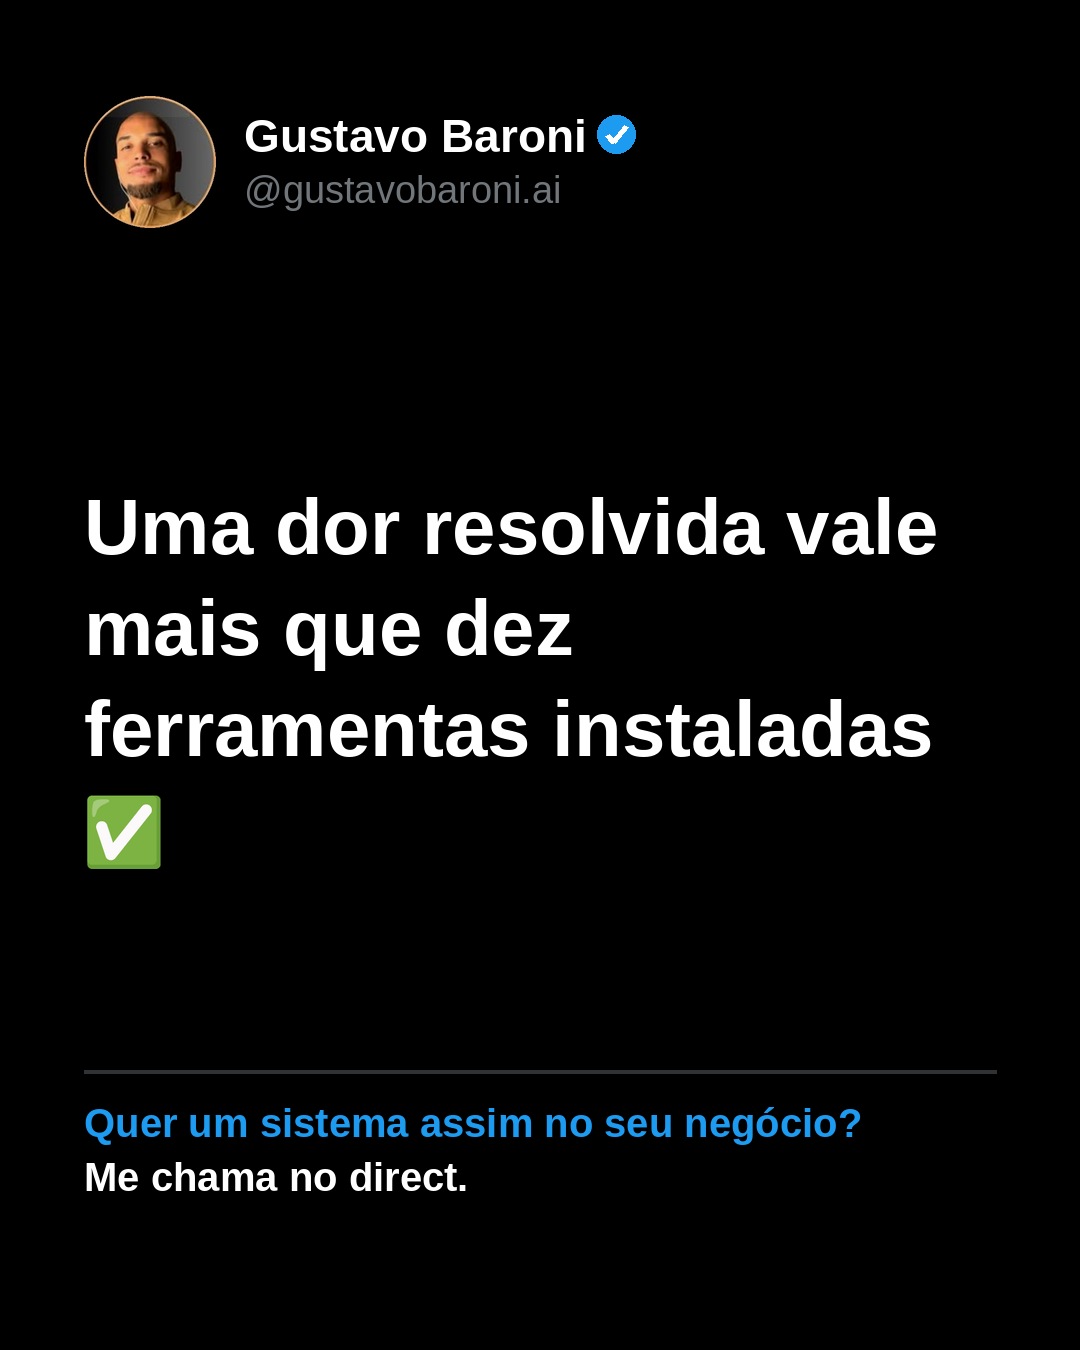 Gustavo Baroni
@gustavobaroni.ai
Uma dor resolvida vale
mais que dez
ferramentas instaladas
✅
Quer um sistema assim no seu negócio?
Me chama no direct.